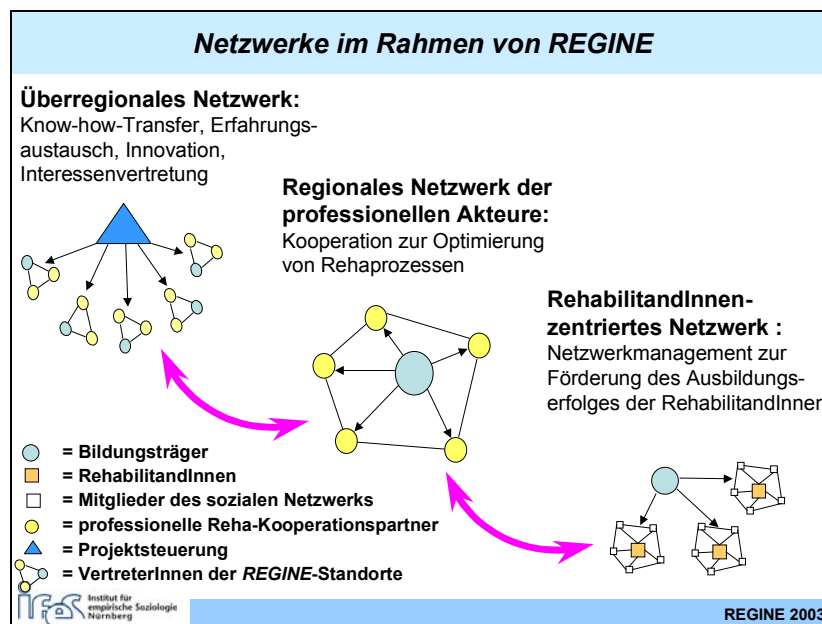 Netzwerke im Rahmen von REGINE
Überregionales Netzwerk:
Know-how-Transfer, Erfahrungs-
austausch, Innovation,
Interessenvertretung
Regionales Netzwerk der
professionellen Akteure:
Kooperation zur Optimierung
von Rehaprozessen
RehabilitandInnen-
zentriertes Netzwerk :
Netzwerkmanagement zur
Förderung des Ausbildungs-
erfolges der RehabilitandInnen
= Bildungsträger
= RehabilitandInnen
= Mitglieder des sozialen Netzwerks
= professionelle Reha-Kooperationspartner
= Projektsteuerung
= VertreterInnen der REGINE-Standorte
ifes
Institut für
empirische Soziologie
Nürnberg
REGINE 2003